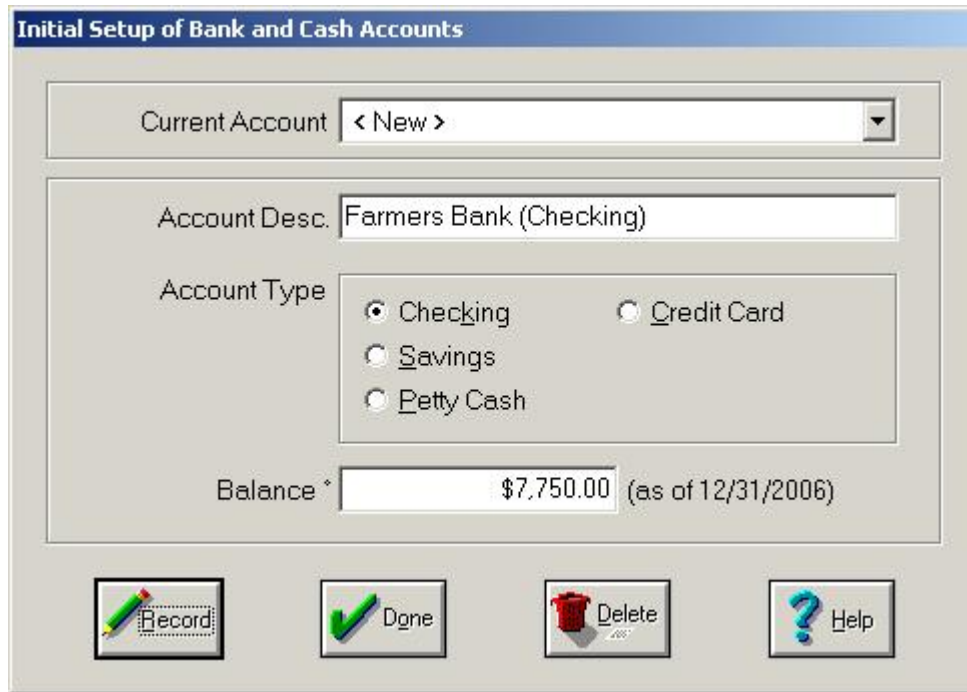 Initial Setup of Bank and Cash Accounts
Current Account < New >
Account Desc. Farmers Bank (Checking)
Account Type
Checking Credit Card
Savings
Petty Cash
Balance * $7,750.00 (as of 12/31/2006)
Record Done Delete Help